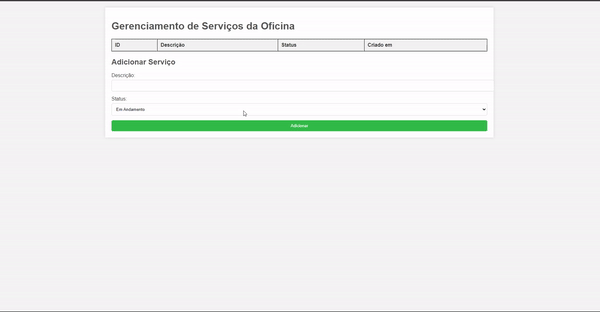 Gerenciamento de Serviços da Oficina
ID Descrição Status Criado em
Adicionar Serviço
Descrição:
Status:
Em Andamento
Adicionar